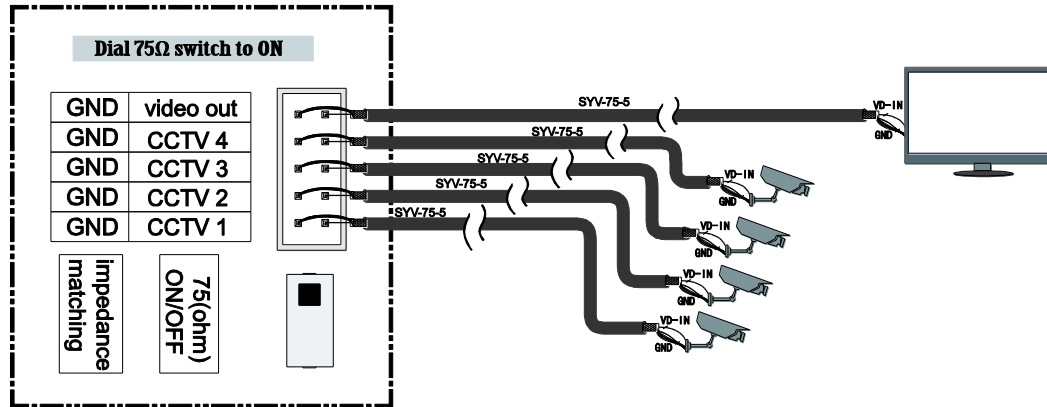 Dial 75Ω switch to ON
GND video out
GND CCTV 4
GND CCTV 3
GND CCTV 2
GND CCTV 1
impedance
matching
75(ohm)
ON/OFF
SYV-75-5
SYV-75-5
SYV-75-5
SYV-75-5
SYV-75-5
VD-IN
GND
VD-IN
GND
VD-IN
GND
VD-IN
GND
VD-IN
GND